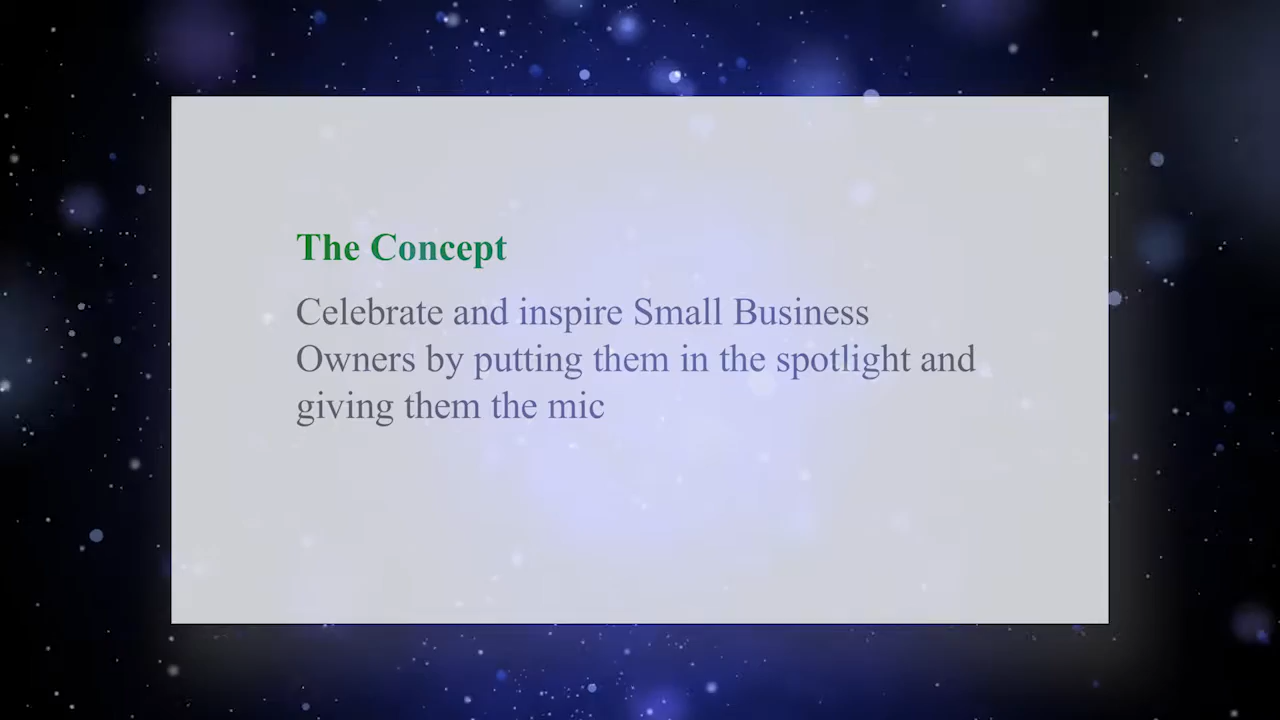 The Concept
Celebrate and inspire Small Business
Owners by putting them in the spotlight and
giving them the mic